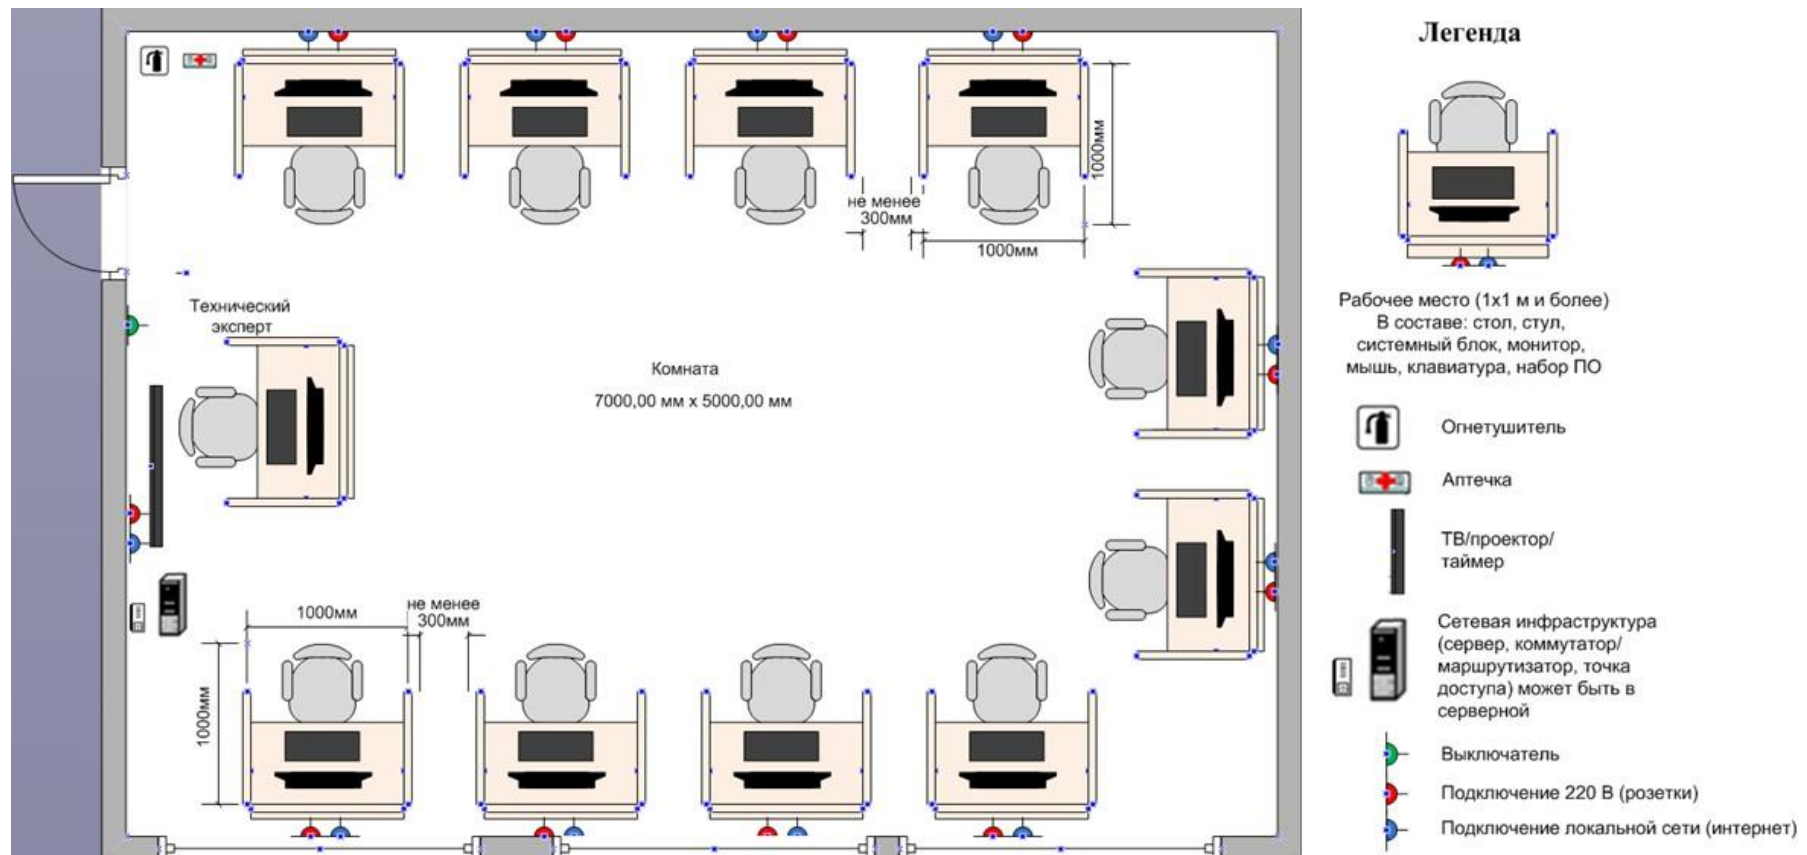 Легенда
1000мм
не менее
300мм
1000мм
Технический
эксперт
Комната
7000,00 мм x 5000,00 мм
1000мм
не менее
300мм
1000мм
Рабочее место (1x1 м и более)
В составе: стол, стул,
системный блок, монитор,
мышь, клавиатура, набор ПО
Огнетушитель
Аптечка
ТВ/проектор/
таймер
Сетевая инфраструктура
(сервер, коммутатор/
маршрутизатор, точка
доступа) может быть в
серверной
Выключатель
Подключение 220 В (розетки)
Подключение локальной сети (интернет)